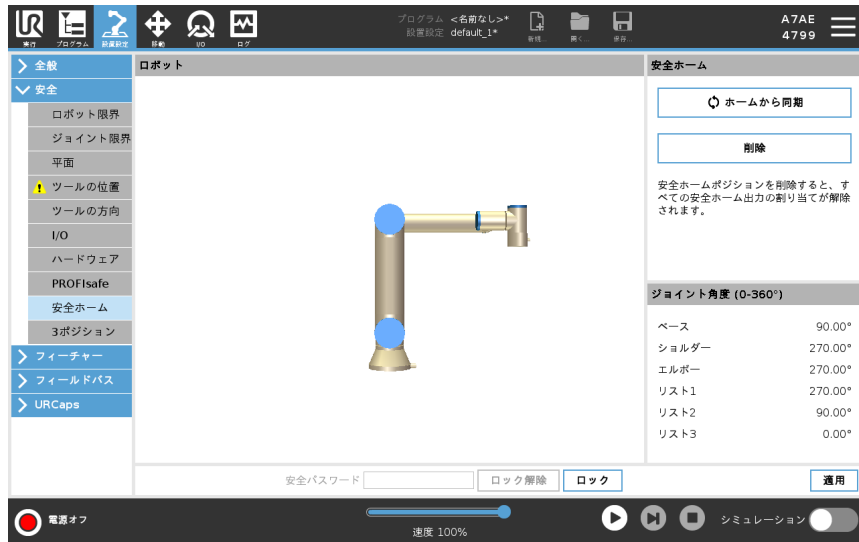 UR
実行
プログラム
設置設定
移動
I/O
ログ
プログラム <名前なし>*
設置設定 default_1*
新規...
開く...
保存...
A7AE
4799
全般
安全
ロボット限界
ジョイント限界
平面
ツールの位置
ツールの方向
I/O
ハードウェア
PROFIsafe
安全ホーム
3ポジション
フィーチャー
フィールドバス
URCaps
ロボット
安全ホーム
ホームから同期
削除
安全ホームポジションを削除すると、す
べての安全ホーム出力の割り当てが解除
されます。
ジョイント角度 (0-360°)
ベース 90.00°
ショルダー 270.00°
エルボー 270.00°
リスト1 270.00°
リスト2 90.00°
リスト3 0.00°
安全パスワード
ロック解除
ロック
適用
電源オフ
速度 100%
シミュレーション